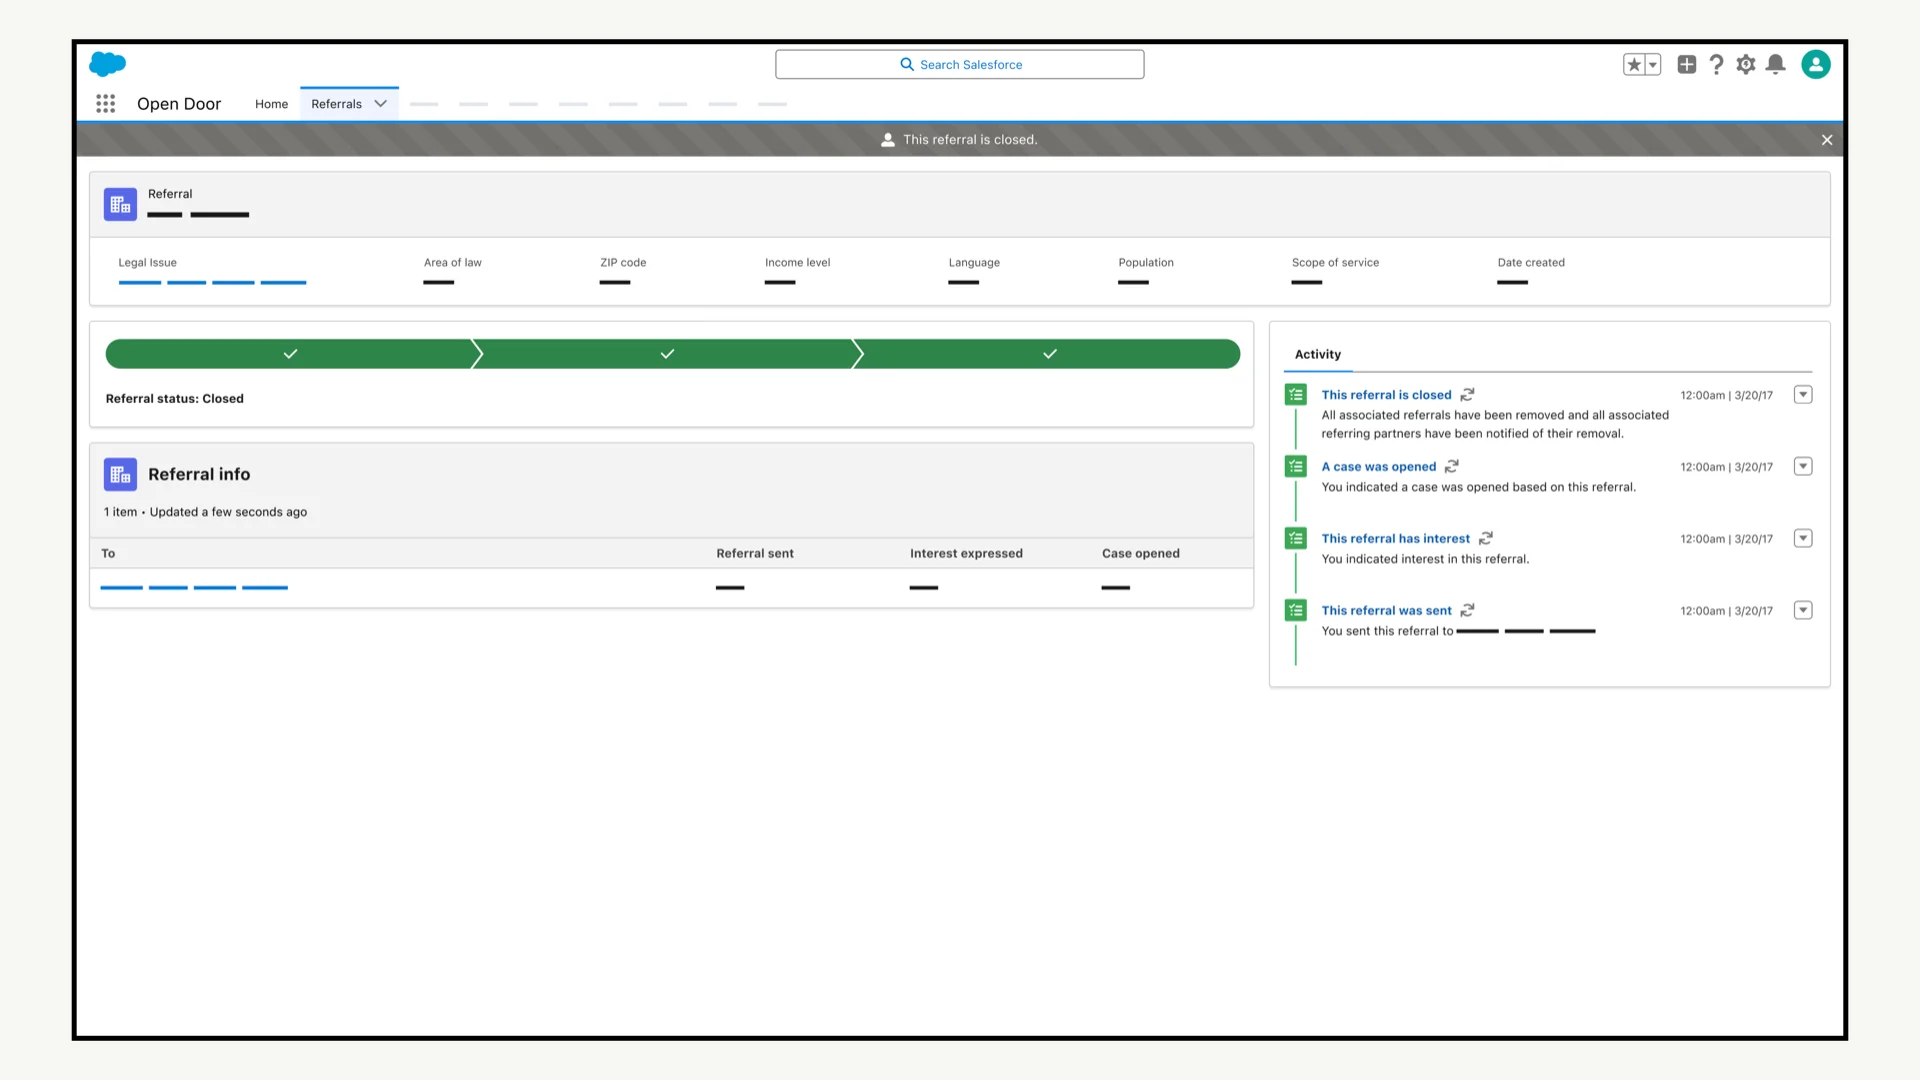 Search Salesforce
Open Door
Home
Referrals
This referral is closed.
Referral
Legal Issue
Area of law
ZIP code
Income level
Language
Population
Scope of service
Date created
Referral status: Closed
Referral info
1 item • Updated a few seconds ago
To
Referral sent
Interest expressed
Case opened
Activity
This referral is closed
12:00am | 3/20/17
All associated referrals have been removed and all associated
referring partners have been notified of their removal.
A case was opened
12:00am | 3/20/17
You indicated a case was opened based on this referral.
This referral has interest
12:00am | 3/20/17
You indicated interest in this referral.
This referral was sent
12:00am | 3/20/17
You sent this referral to